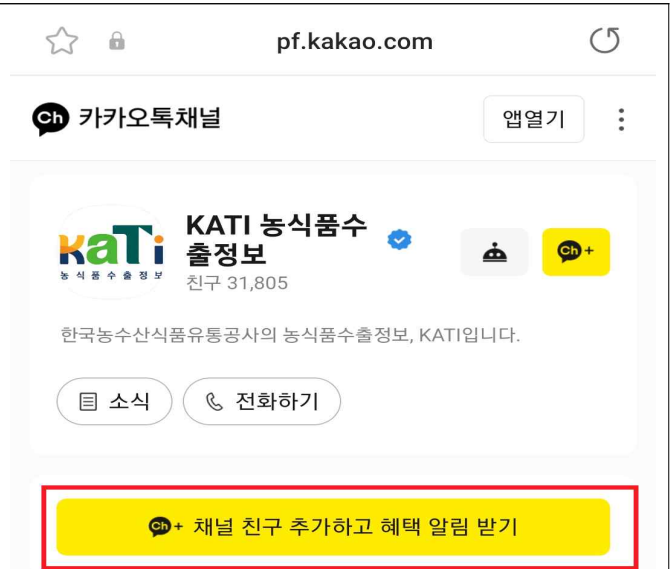 pf.kakao.com
Ch 카카오톡채널
앱열기
KaTi
농식품수출정보
KATI 농식품수
출정보
친구 31,805
Ch+
한국농수산식품유통공사의 농식품수출정보, KATI입니다.
소식
전화하기
Ch+ 채널 친구 추가하고 혜택 알림 받기